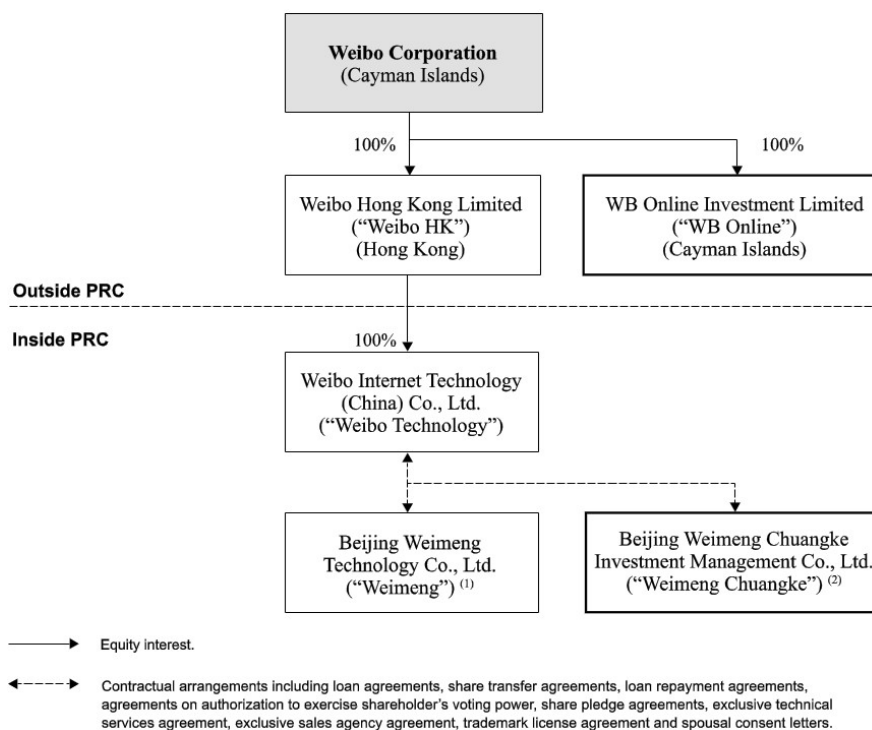 Weibo Corporation
(Cayman Islands)
100%
100%
Weibo Hong Kong Limited
(“Weibo HK”)
(Hong Kong)
WB Online Investment Limited
(“WB Online”)
(Cayman Islands)
Outside PRC
Inside PRC
100%
Weibo Internet Technology
(China) Co., Ltd.
(“Weibo Technology”)
Beijing Weimeng
Technology Co., Ltd.
(“Weimeng”) (1)
Beijing Weimeng Chuangke
Investment Management Co., Ltd.
(“Weimeng Chuangke”) (2)
Equity interest.
Contractual arrangements including loan agreements, share transfer agreements, loan repayment agreements,
agreements on authorization to exercise shareholder’s voting power, share pledge agreements, exclusive technical
services agreement, exclusive sales agency agreement, trademark license agreement and spousal consent letters.